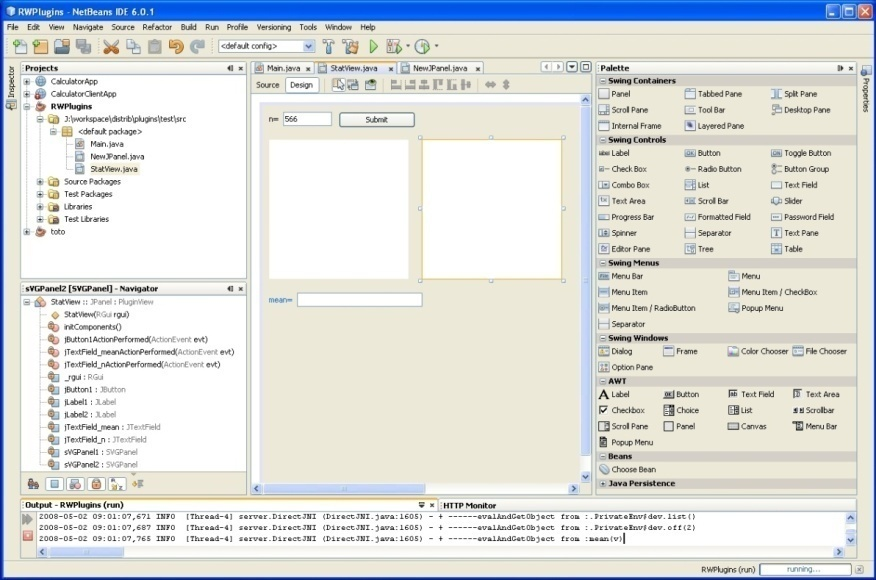 RWPlugins - NetBeans IDE 6.0.1
File Edit View Navigate Source Refactor Build Run Profile Versioning Tools Window Help
<default config>
Projects
CalculatorApp
CalculatorClientApp
RWPlugins
J:\workspace\distrib\plugins\test\src
<default package>
Main.java
NewJPanel.java
StatView.java
Source Packages
Test Packages
Libraries
Test Libraries
toto
Inspector
sVGPanel2 [SVGPanel] - Navigator
StatView :: JPanel : PluginView
StatView(RGui rgui)
initComponents()
jButton1ActionPerformed(ActionEvent evt)
jTextField_meanActionPerformed(ActionEvent evt)
jTextField_nActionPerformed(ActionEvent evt)
_rgui : RGui
jButton1 : JButton
jLabel1 : JLabel
jLabel2 : JLabel
jTextField_mean : JTextField
jTextField_n : JTextField
sVGPanel1 : SVGPanel
sVGPanel2 : SVGPanel
Main.java StatView.java NewJPanel.java
Source Design
n= 566 Submit
mean=
Palette
Swing Containers
Panel Tabbed Pane Split Pane
Scroll Pane Tool Bar Desktop Pane
Internal Frame Layered Pane
Swing Controls
Label Button Toggle Button
Check Box Radio Button Button Group
Combo Box List Text Field
Text Area Scroll Bar Slider
Progress Bar Formatted Field Password Field
Spinner Separator Text Pane
Editor Pane Tree Table
Swing Menus
Menu Bar Menu
Menu Item Menu Item / CheckBox
Menu Item / RadioButton Popup Menu
Separator
Swing Windows
Dialog Frame Color Chooser File Chooser
Option Pane
AWT
Label Button Text Field Text Area
Checkbox Choice List Scrollbar
Scroll Pane Panel Canvas Menu Bar
Popup Menu
Beans
Choose Bean
Java Persistence
Properties
Output - RWPlugins (run) HTTP Monitor
2008-05-02 09:01:07,671 INFO [Thread-4] server.DirectJNI (DirectJNI.java:1605) - + ------evalAndGetObject from :.PrivateEnv$dev.list()
2008-05-02 09:01:07,687 INFO [Thread-4] server.DirectJNI (DirectJNI.java:1605) - + ------evalAndGetObject from :.PrivateEnv$dev.off(2)
2008-05-02 09:01:07,765 INFO [Thread-4] server.DirectJNI (DirectJNI.java:1605) - + ------evalAndGetObject from :mean(v)
RWPlugins (run) running...